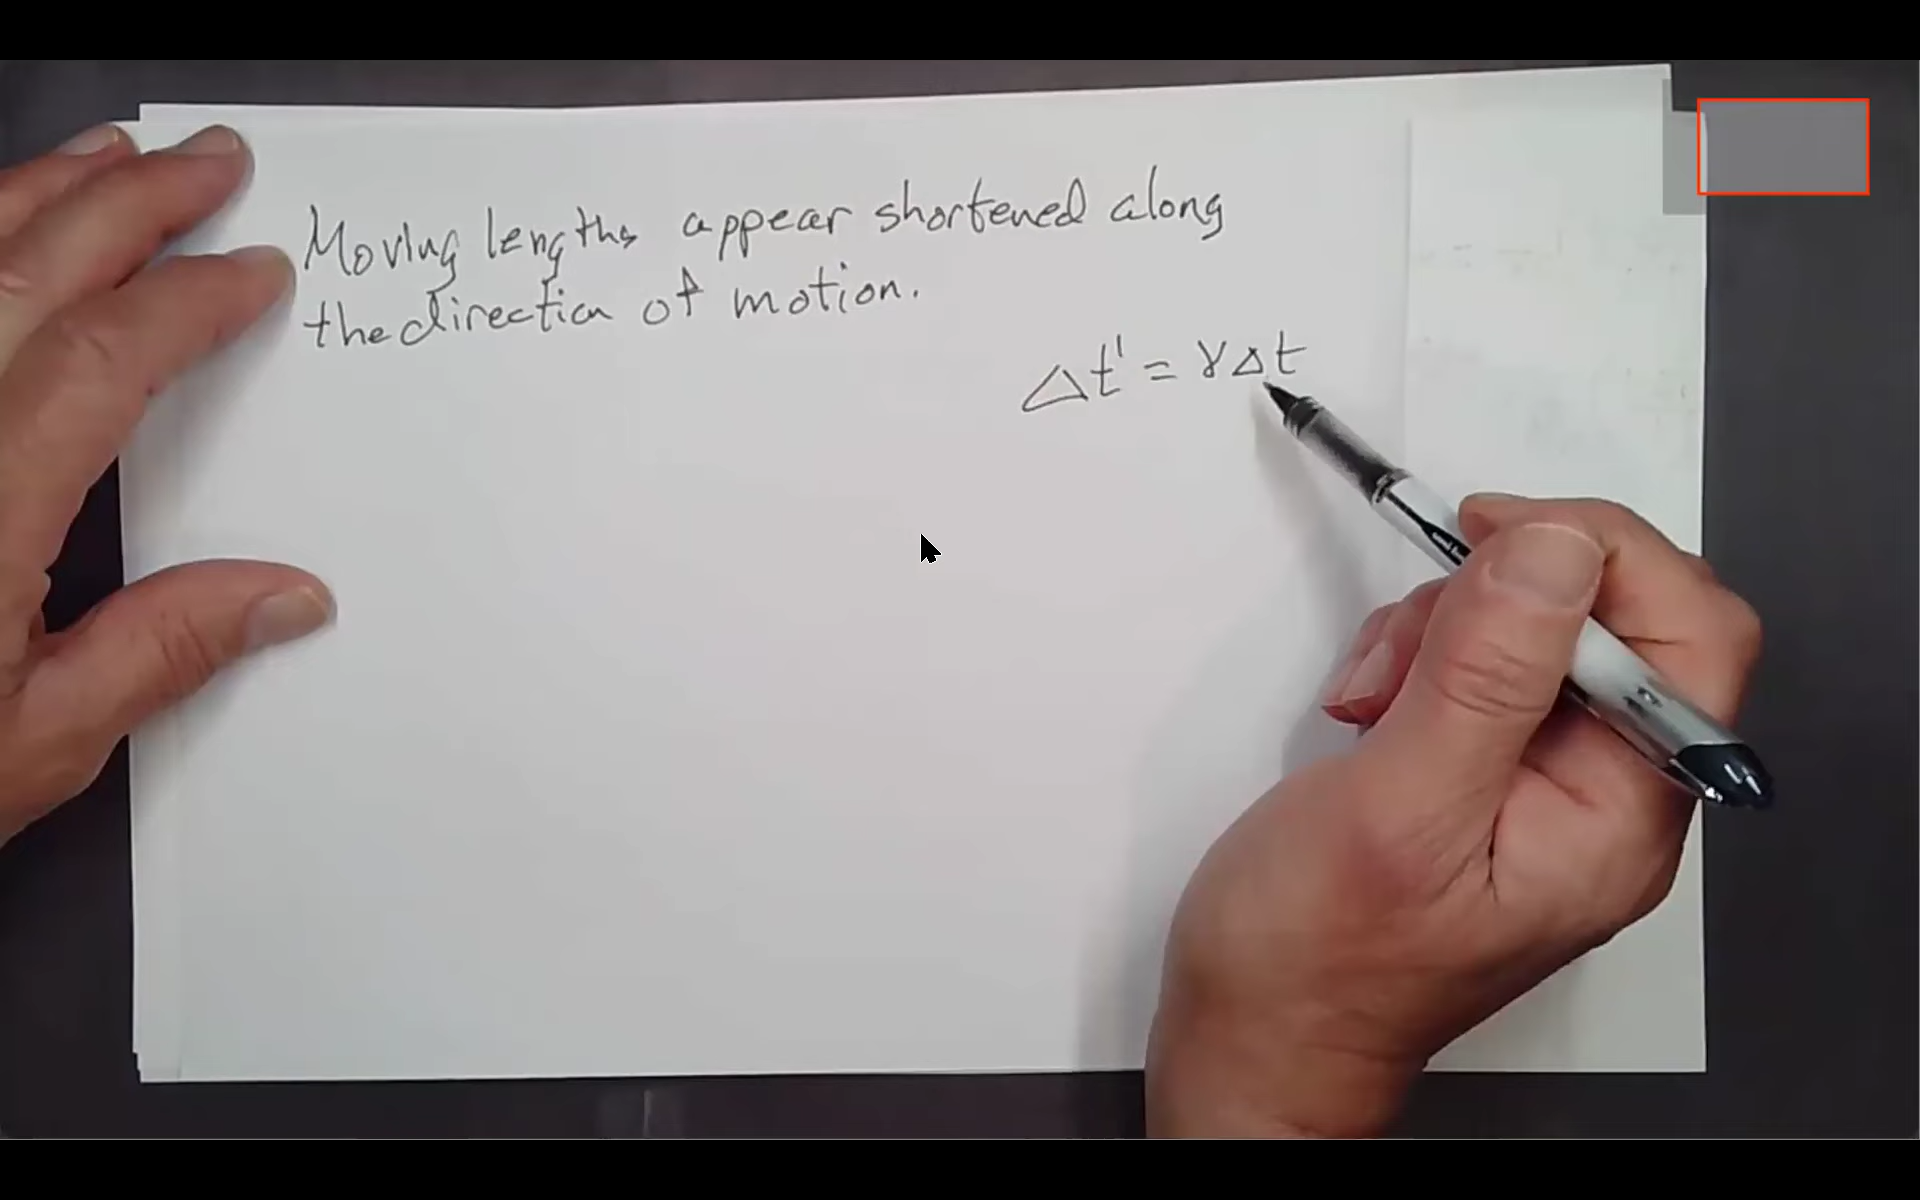 Moving lengths appear shortened along
the direction of motion.
Δt' = γΔt